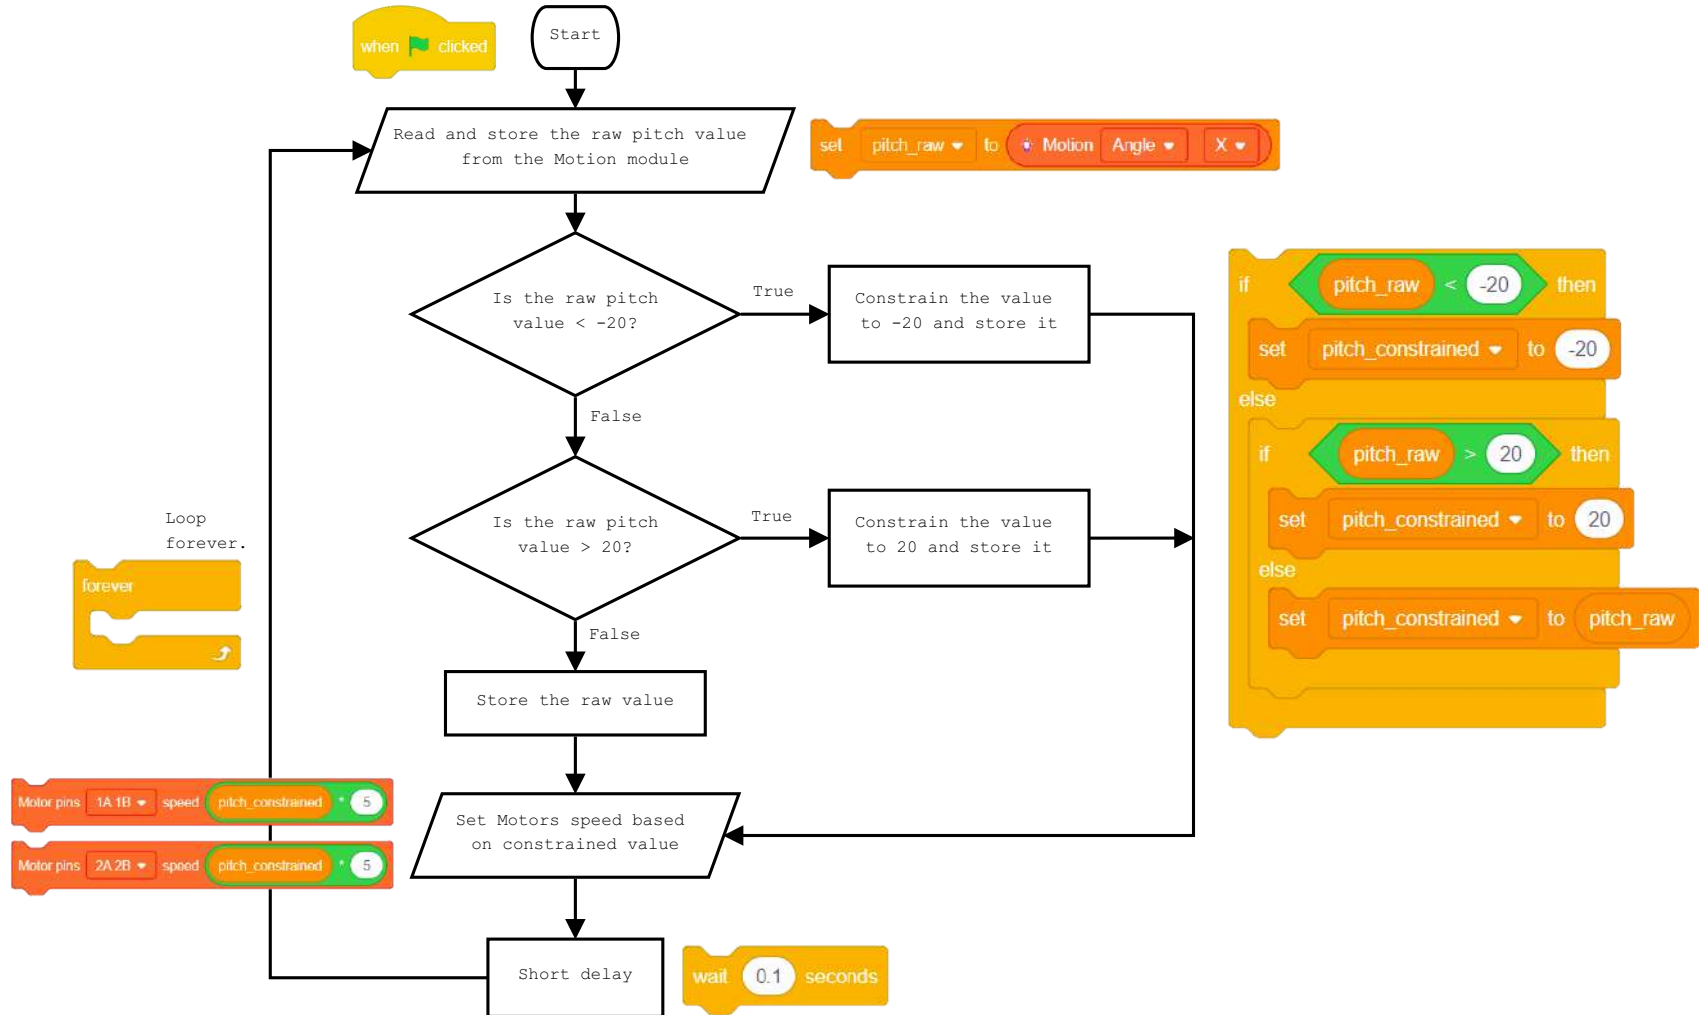 when clicked
Start
Read and store the raw pitch value
from the Motion module
set pitch_raw to Motion Angle X
Is the raw pitch
value < -20?
True
Constrain the value
to -20 and store it
False
if pitch_raw < -20 then
set pitch_constrained to -20
else
if pitch_raw > 20 then
set pitch_constrained to 20
else
set pitch_constrained to pitch_raw
Is the raw pitch
value > 20?
True
Constrain the value
to 20 and store it
False
Loop
forever.
forever
Store the raw value
Motor pins 1A 1B speed pitch_constrained * 5
Motor pins 2A 2B speed pitch_constrained * 5
Set Motors speed based
on constrained value
Short delay
wait 0.1 seconds